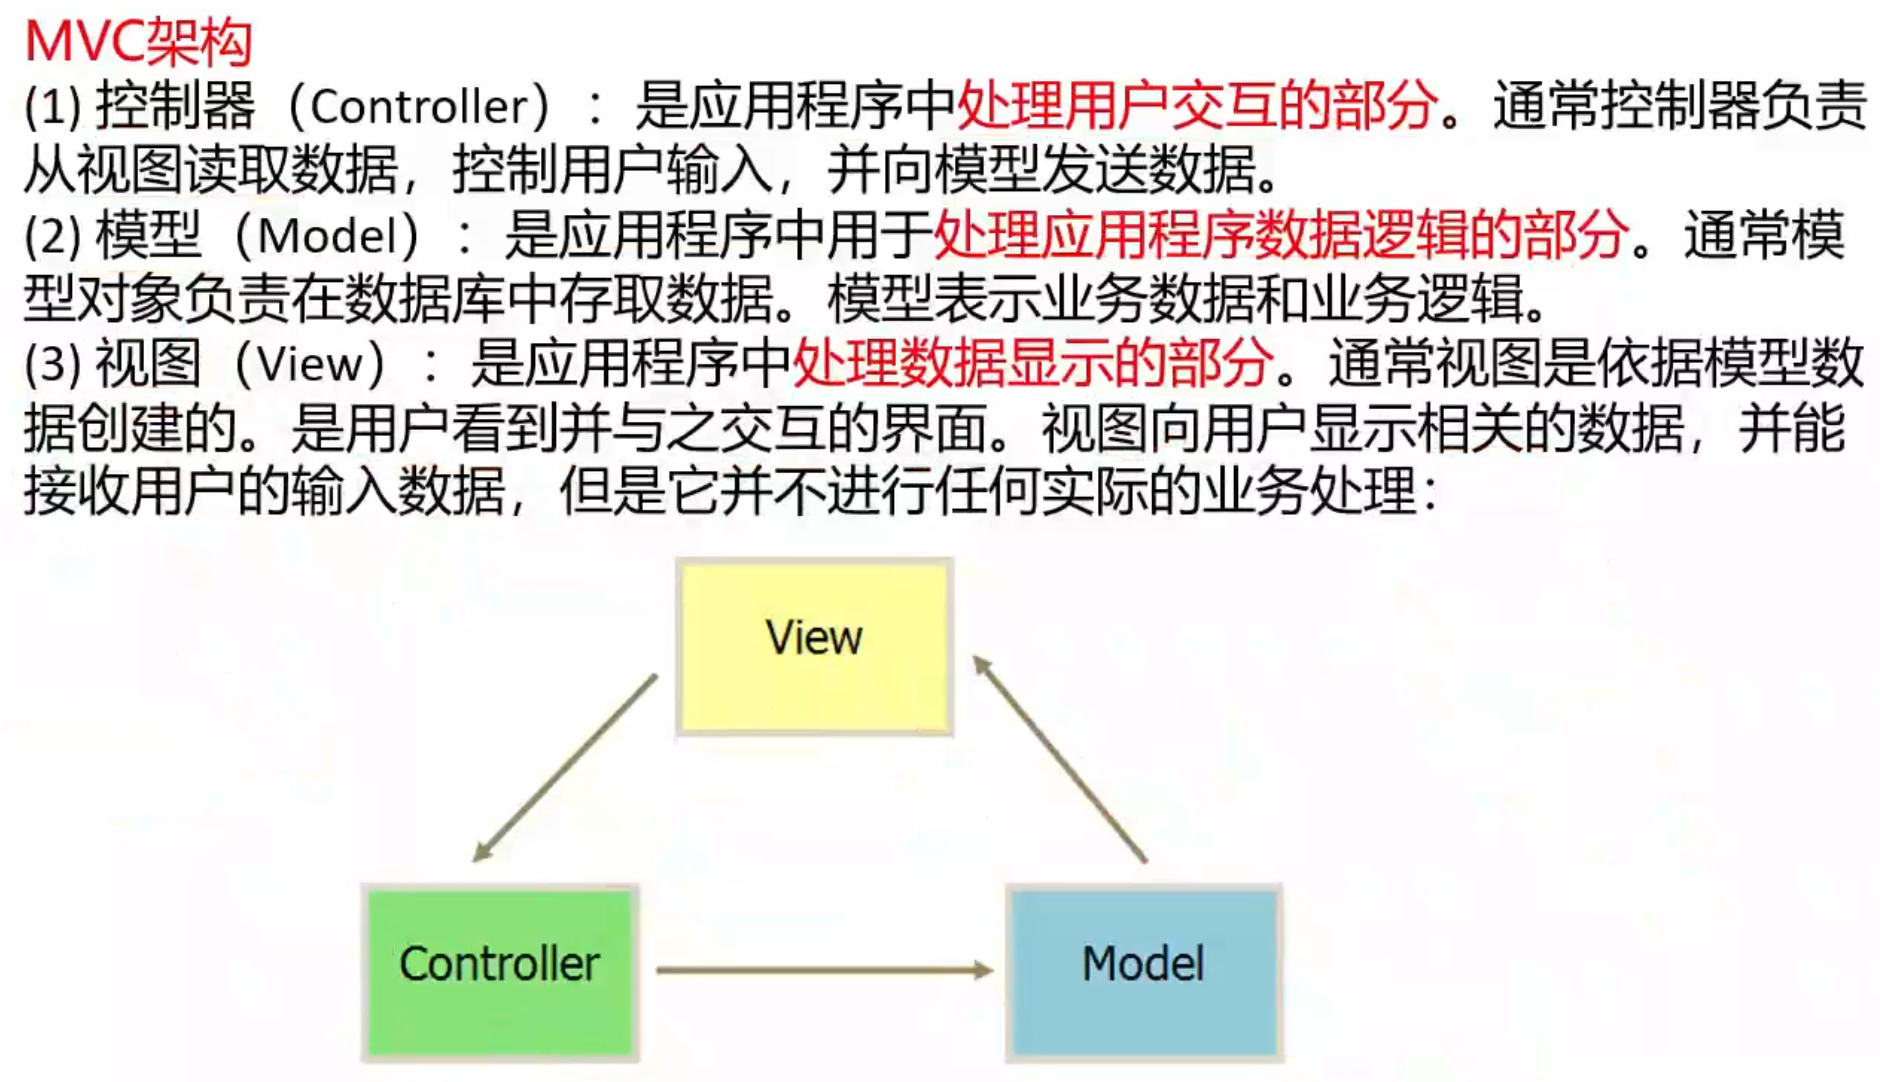 MVC架构
(1) 控制器（Controller）：是应用程序中处理用户交互的部分。通常控制器负责
从视图读取数据，控制用户输入，并向模型发送数据。
(2) 模型（Model）：是应用程序中用于处理应用程序数据逻辑的部分。通常模
型对象负责在数据库中存取数据。模型表示业务数据和业务逻辑。
(3) 视图（View）：是应用程序中处理数据显示的部分。通常视图是依据模型数
据创建的。是用户看到并与之交互的界面。视图向用户显示相关的数据，并能
接收用户的输入数据，但是它并不进行任何实际的业务处理：
View
Controller
Model